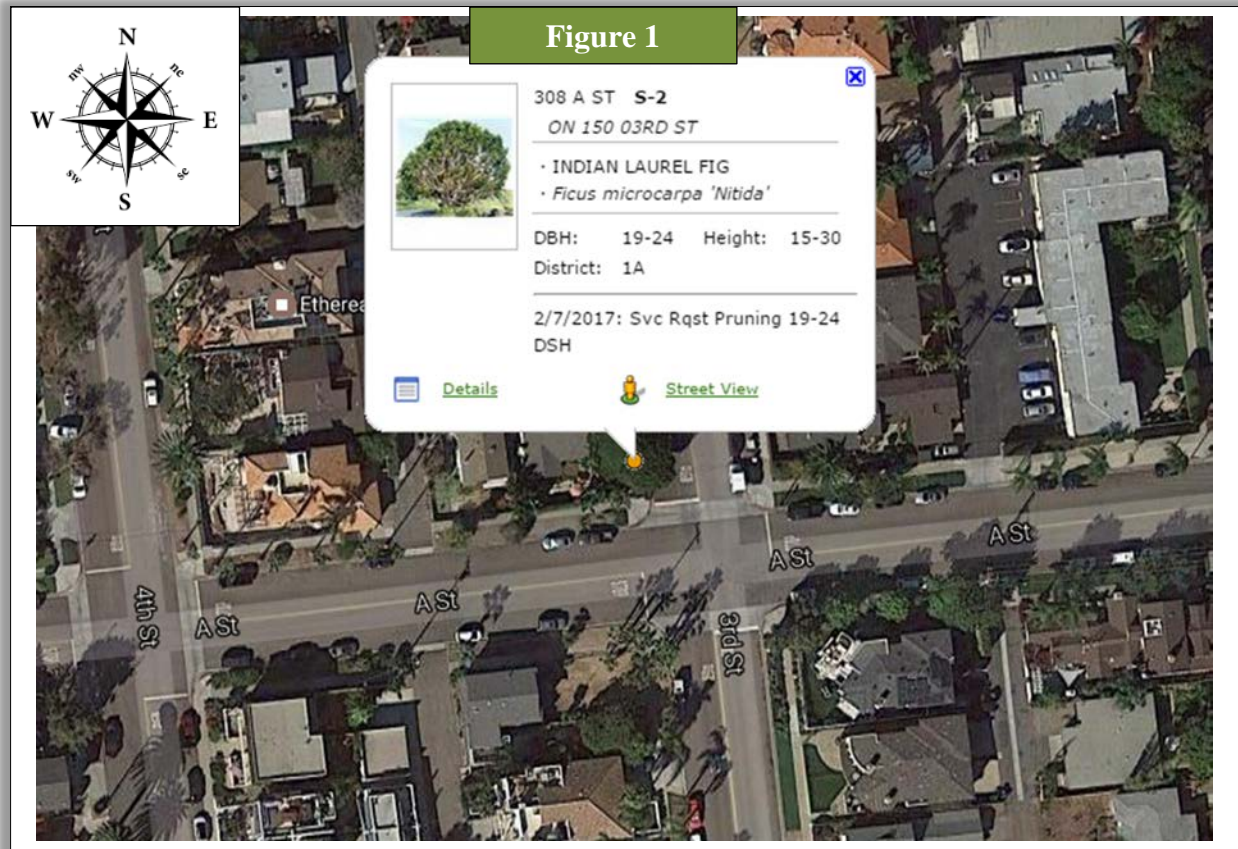 Figure 1
N
nw ne
W E
sw se
S
308 A ST S-2
ON 150 03RD ST
· INDIAN LAUREL FIG
· Ficus microcarpa 'Nitida'
DBH: 19-24 Height: 15-30
District: 1A
2/7/2017: Svc Rqst Pruning 19-24
DSH
Details Street View
Etherea
A St
A St
A St
A St
4th St
3rd St